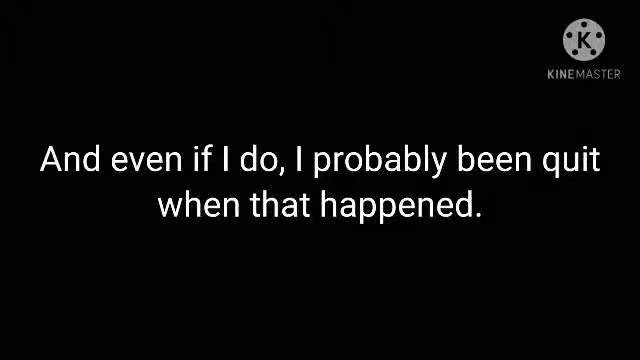 KINEMASTER
And even if I do, I probably been quit
when that happened.